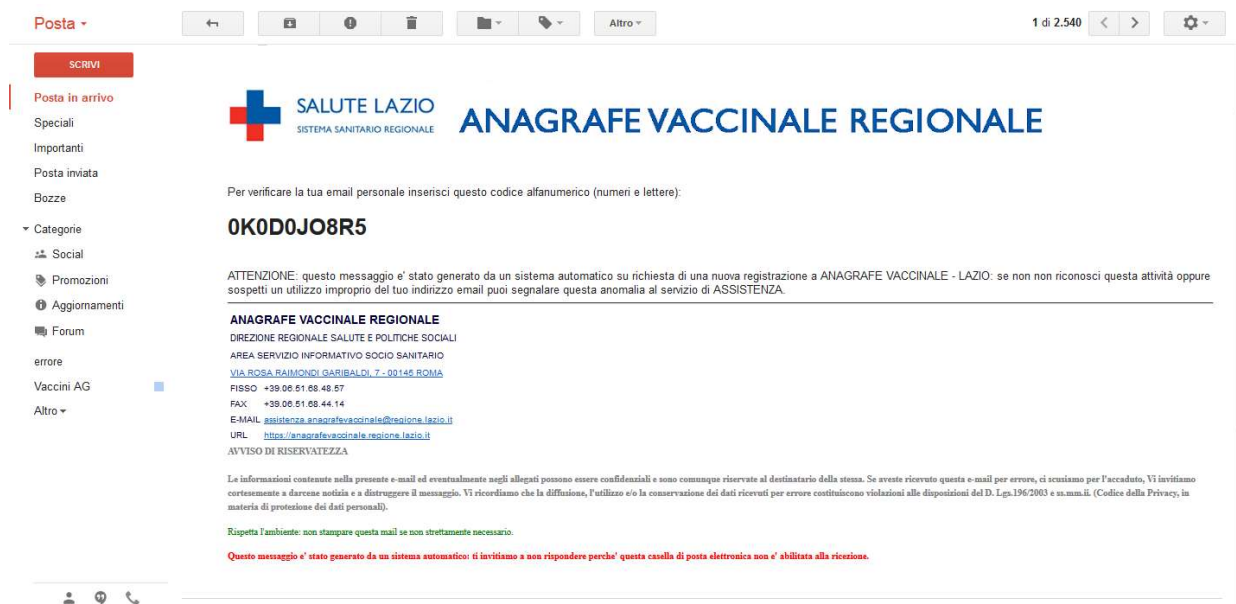 Posta
Altro
1 di 2.540
SCRIVI
Posta in arrivo
Speciali
Importanti
Posta inviata
Bozze
Categorie
Social
Promozioni
Aggiornamenti
Forum
errore
Vaccini AG
Altro
SALUTE LAZIO
SISTEMA SANITARIO REGIONALE
ANAGRAFE VACCINALE REGIONALE
Per verificare la tua email personale inserisci questo codice alfanumerico (numeri e lettere):
0K0D0JO8R5
ATTENZIONE: questo messaggio e' stato generato da un sistema automatico su richiesta di una nuova registrazione a ANAGRAFE VACCINALE - LAZIO: se non non riconosci questa attività oppure
sospetti un utilizzo improprio del tuo indirizzo email puoi segnalare questa anomalia al servizio di ASSISTENZA.
ANAGRAFE VACCINALE REGIONALE
DIREZIONE REGIONALE SALUTE E POLITICHE SOCIALI
AREA SERVIZIO INFORMATIVO SOCIO SANITARIO
VIA ROSA RAIMONDI GARIBALDI, 7 - 00145 ROMA
FISSO +39.06.51.68.48.57
FAX +39.06.51.68.44.14
E-MAIL assistenza.anagrafevaccinale@regione.lazio.it
URL https://anagrafevaccinale.regione.lazio.it
AVVISO DI RISERVATEZZA
Le informazioni contenute nella presente e-mail ed eventualmente negli allegati possono essere confidenziali e sono comunque riservate al destinatario della stessa. Se aveste ricevuto questa e-mail per errore, ci scusiamo per l'accaduto, Vi invitiamo
cortesemente a darcene notizia e a distruggere il messaggio. Vi ricordiamo che la diffusione, l'utilizzo e/o la conservazione dei dati ricevuti per errore costituiscono violazioni alle disposizioni del D. Lgs.196/2003 e ss.mm.ii. (Codice della Privacy, in
materia di protezione dei dati personali).
Rispetta l'ambiente: non stampare questa mail se non strettamente necessario.
Questo messaggio e' stato generato da un sistema automatico: ti invitiamo a non rispondere perche' questa casella di posta elettronica non e' abilitata alla ricezione.